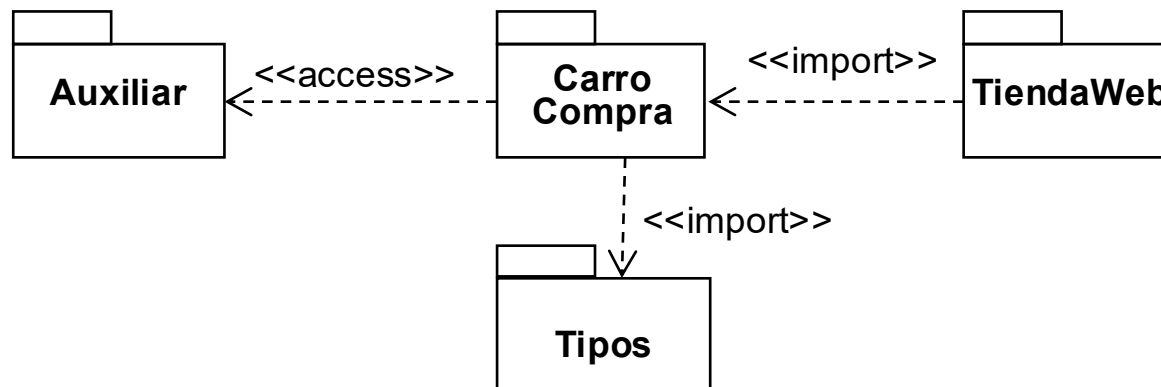 Auxiliar
<<access>>
Carro
Compra
<<import>>
TiendaWeb
<<import>>
Tipos